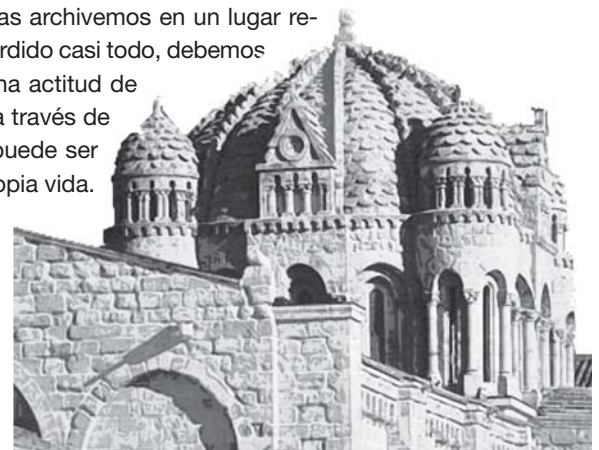 as archivemos en un lugar re-
rdido casi todo, debemos
na actitud de
a través de
puede ser
opia vida.